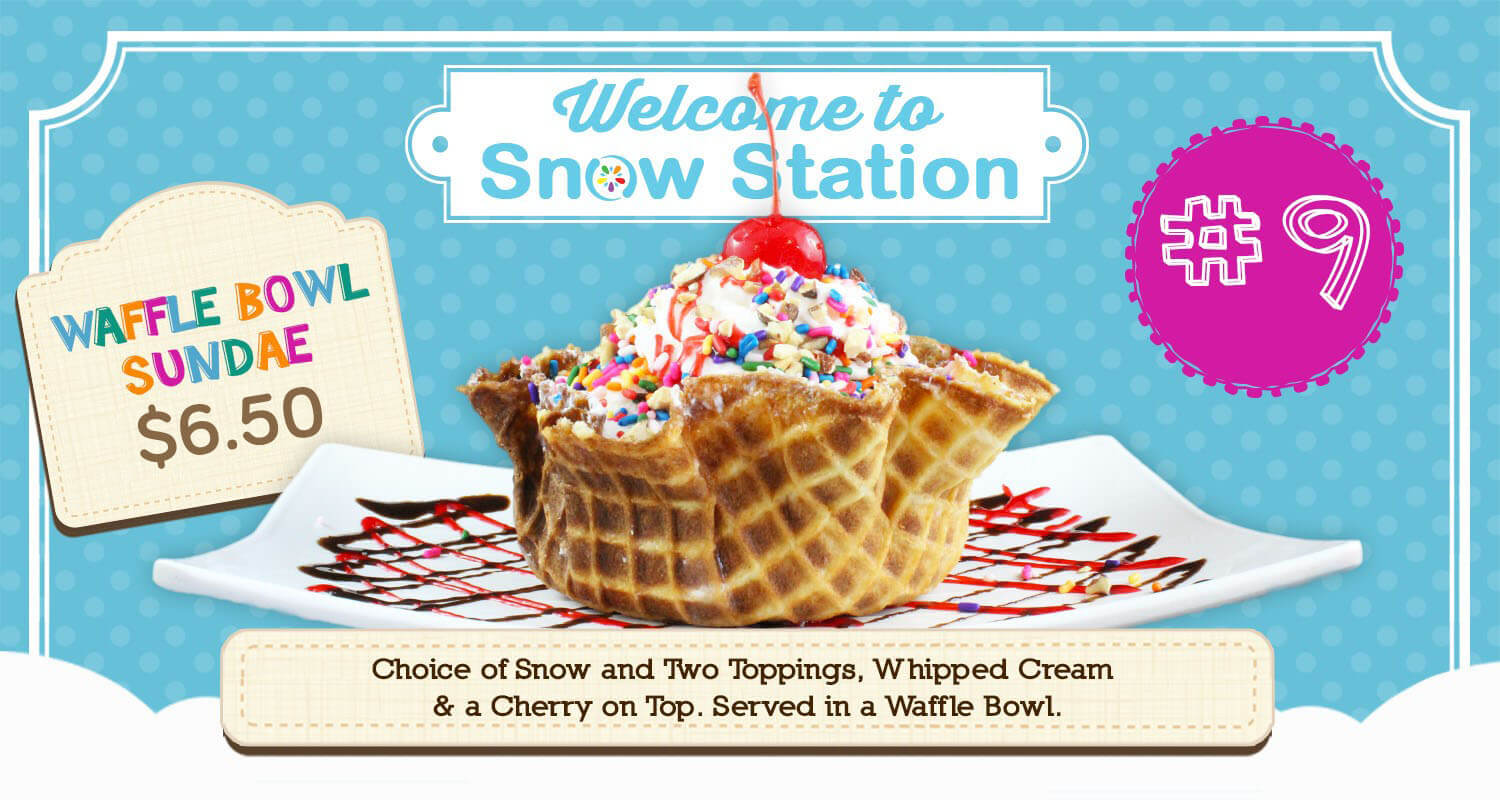 Welcome to
Snow Station
#9
WAFFLE BOWL
SUNDAE
$6.50
Choice of Snow and Two Toppings, Whipped Cream
& a Cherry on Top. Served in a Waffle Bowl.